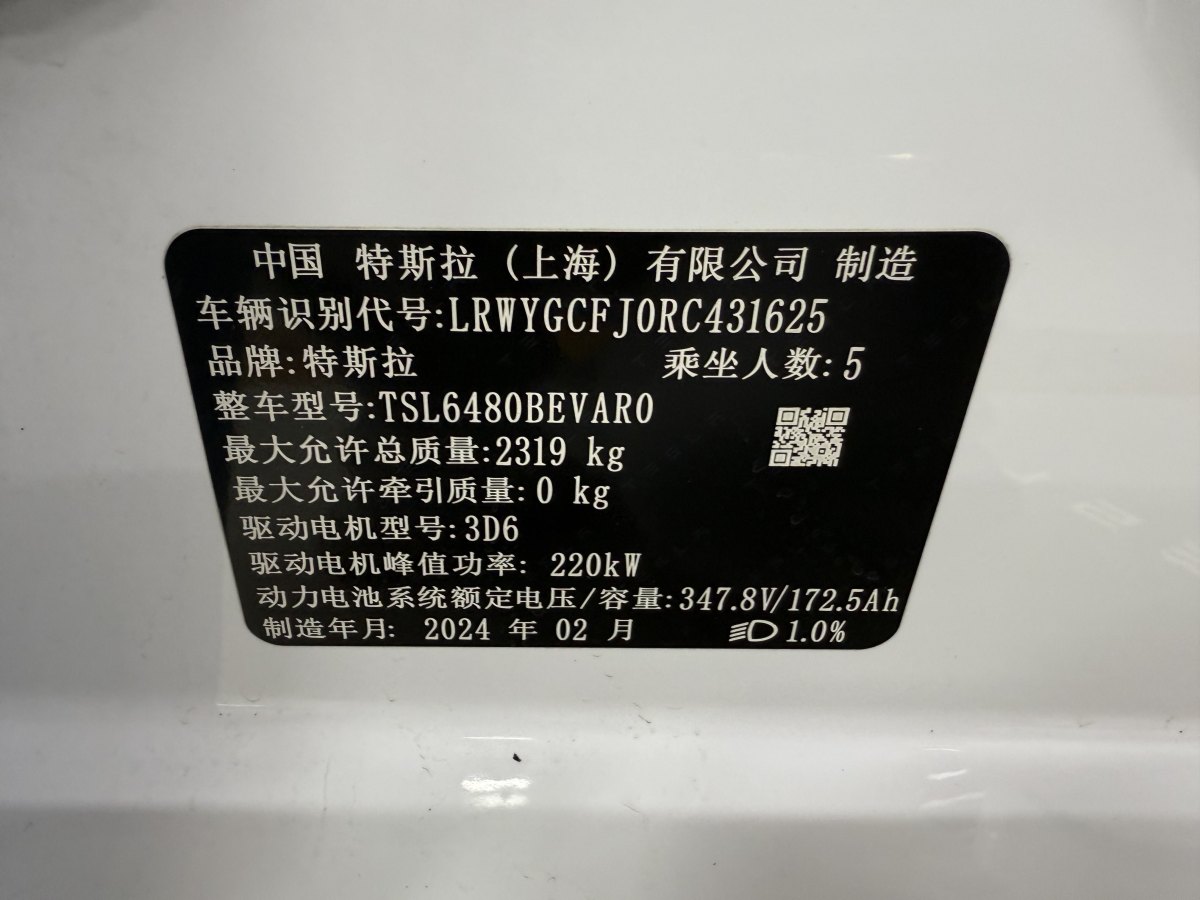 中国 特斯拉 (上海) 有限公司 制造
车辆识别代号:LRWYGCFJ0RC431625
品牌:特斯拉 乘坐人数:5
整车型号:TSL6480BEVAR0
最大允许总质量:2319 kg
最大允许牵引质量:0 kg
驱动电机型号:3D6
驱动电机峰值功率: 220kW
动力电池系统额定电压/容量:347.8V/172.5Ah
制造年月: 2024 年 02 月 1.0%